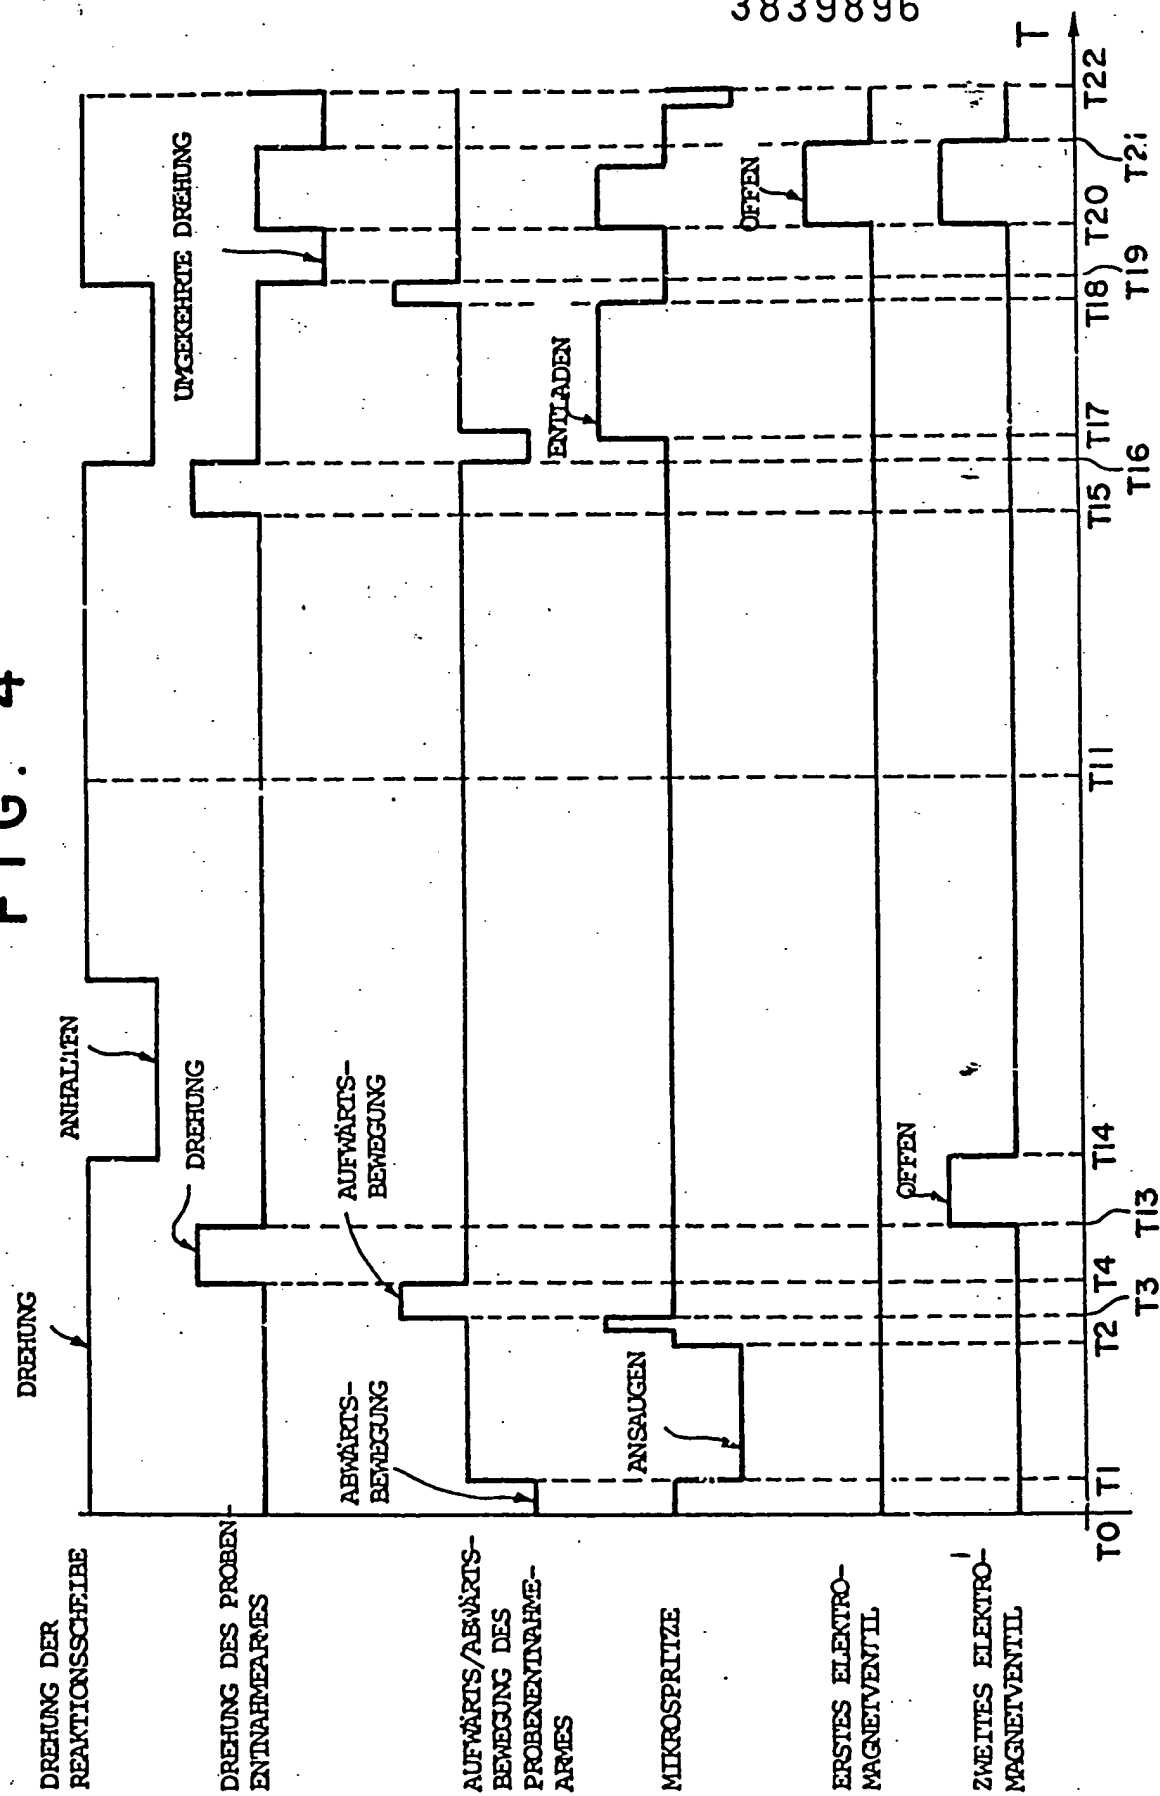 3839896
FIG. 4
DREHUNG DER
REAKTIONSSCHEIBE
DREHUNG
ANHALTEN
DREHUNG DES PROBEN-
ENTNAHMEARMES
DREHUNG
UMGEKEHRTE DREHUNG
AUFWÄRTS/ABWÄRTS-
BEWEGUNG DES
PROBENENTNAHME-
ARMES
ABWÄRTS-
BEWEGUNG
AUFWÄRTS-
BEWEGUNG
MIKROSPRITZE
ANSAUGEN
ENTLADEN
ERSTES ELEKTRO-
MAGNETVENTIL
OFFEN
ZWEITES ELEKTRO-
MAGNETVENTIL
OFFEN
T0 T1 T2 T3 T4 T13 T14 T11 T15 T16 T17 T18 T19 T20 T21 T22
T